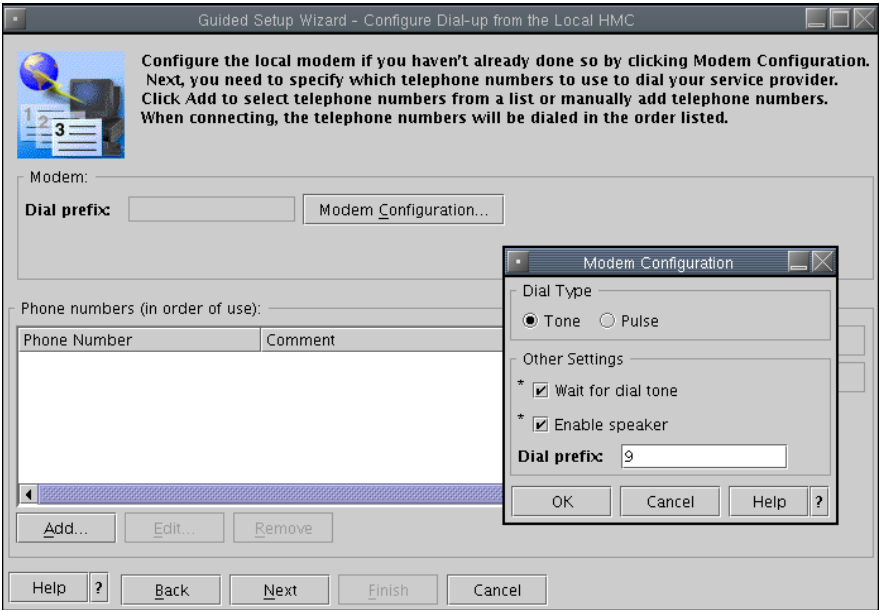 Guided Setup Wizard - Configure Dial-up from the Local HMC
Configure the local modem if you haven't already done so by clicking Modem Configuration.
Next, you need to specify which telephone numbers to use to dial your service provider.
Click Add to select telephone numbers from a list or manually add telephone numbers.
When connecting, the telephone numbers will be dialed in the order listed.
1
2
3
Modem:
Dial prefix:
Modem Configuration...
Phone numbers (in order of use):
Phone Number
Comment
Add...
Edit...
Remove
Modem Configuration
Dial Type
Tone
Pulse
Other Settings
* Wait for dial tone
* Enable speaker
Dial prefix: 9
OK
Cancel
Help
?
Help
?
Back
Next
Finish
Cancel